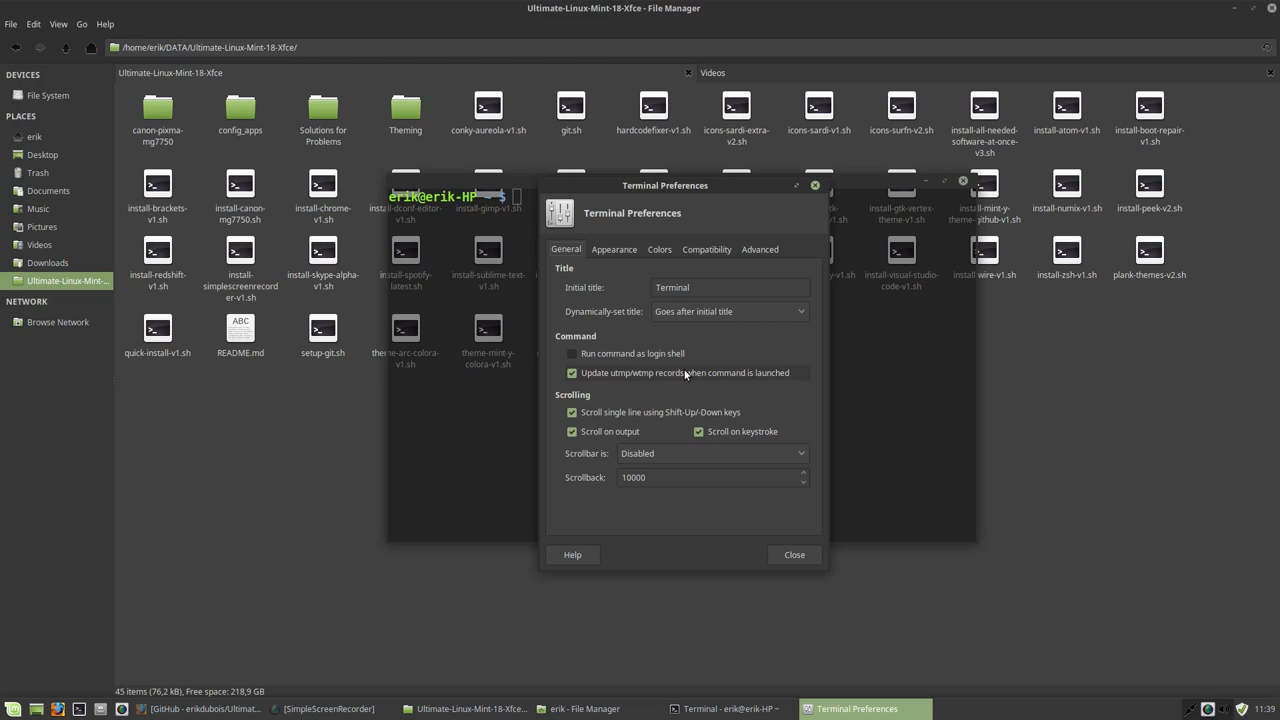 Ultimate-Linux-Mint-18-Xfce - File Manager
File Edit View Go Help
/home/erik/DATA/Ultimate-Linux-Mint-18-Xfce/
DEVICES
File System
PLACES
erik
Desktop
Trash
Documents
Music
Pictures
Videos
Downloads
Ultimate-Linux-Mint-...
NETWORK
Browse Network
Ultimate-Linux-Mint-18-Xfce
Videos
canon-pixma-
mg7750
config_apps
Solutions for
Problems
Theming
conky-aureola-v1.sh
git.sh
hardcodefixer-v1.sh
icons-sardi-extra-
v2.sh
icons-sardi-v1.sh
icons-surfn-v2.sh
install-all-needed-
software-at-once-
v3.sh
install-atom-v1.sh
install-boot-repair-
v1.sh
install-brackets-
v1.sh
install-canon-
mg7750.sh
install-chrome-
v1.sh
install-dconf-editor-
v1.sh
install-gimp-v1.sh
install-gtk-vertex-
install-mint-y-
install-numix-v1.sh
install-peek-v2.sh
install-redshift-
v1.sh
install-
simplescreenrecord
er-v1.sh
install-skype-alpha-
v1.sh
install-spotify-
latest.sh
install-sublime-text-
v1.sh
install-visual-studio-
code-v1.sh
install-zsh-v1.sh
plank-themes-v2.sh
quick-install-v1.sh
ABC
README.md
setup-git.sh
theme-arc-colora-
v1.sh
theme-mint-y-
colora-v1.sh
erik@erik-HP ~ $
Terminal Preferences
Terminal Preferences
General Appearance Colors Compatibility Advanced
Title
Initial title: Terminal
Dynamically-set title: Goes after initial title
Command
Run command as login shell
Update utmp/wtmp records when command is launched
Scrolling
Scroll single line using Shift-Up/-Down keys
Scroll on output Scroll on keystroke
Scrollbar is: Disabled
Scrollback: 10000
Help Close
45 items (76,2 kB), Free space: 218,9 GB
[GitHub - erikdubois/Ultimat... [SimpleScreenRecorder] Ultimate-Linux-Mint-18-Xfce... erik - File Manager Terminal - erik@erik-HP ~ Terminal Preferences 11:39